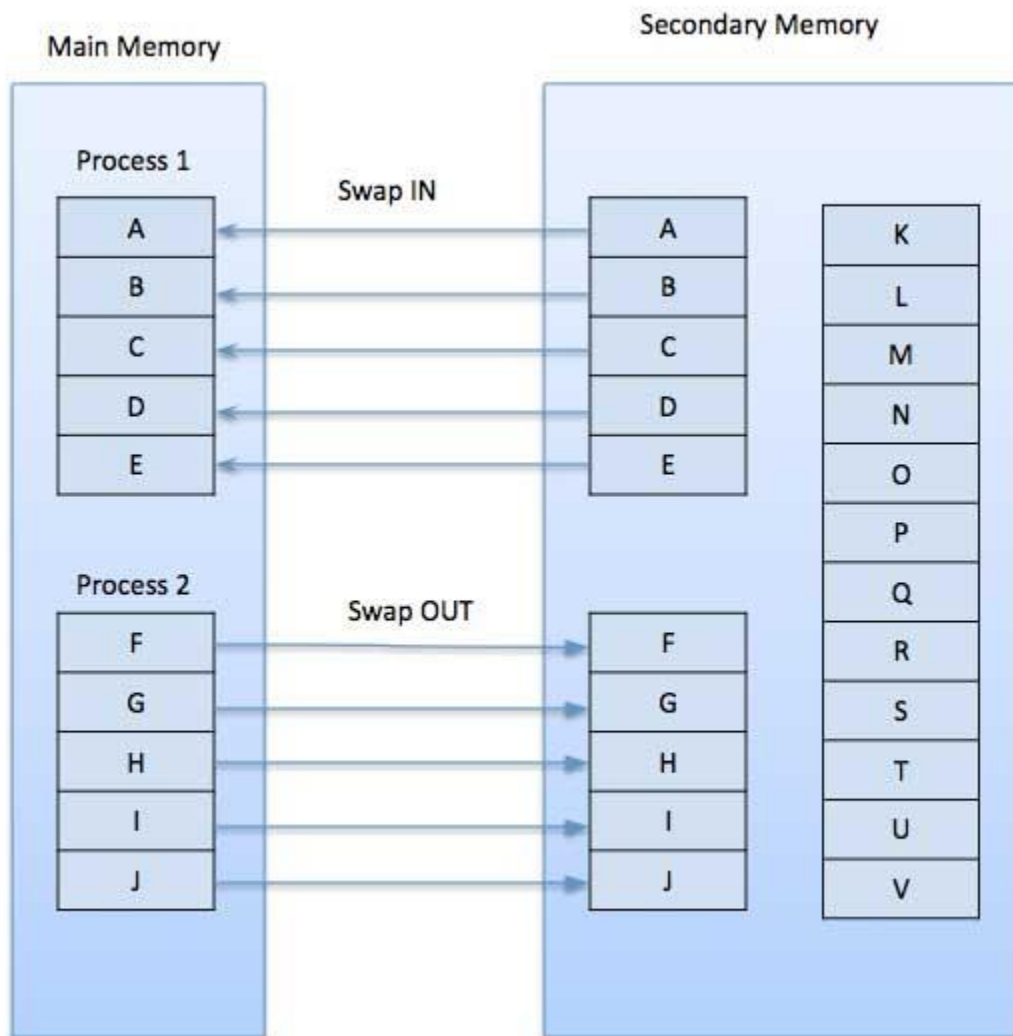 Main Memory
Secondary Memory
Process 1
A
B
C
D
E
Swap IN
A
B
C
D
E
Process 2
F
G
H
I
J
Swap OUT
F
G
H
I
J
K
L
M
N
O
P
Q
R
S
T
U
V